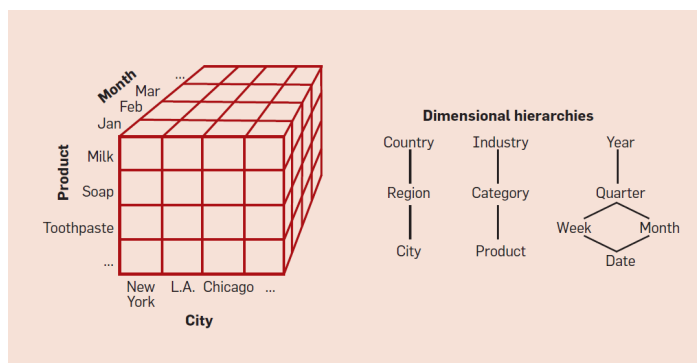 Month
...
Mar
Feb
Jan
Product
Milk
Soap
Toothpaste
...
New York
L.A.
Chicago
...
City
Dimensional hierarchies
Country
Industry
Year
Region
Category
Quarter
Week
Month
City
Product
Date